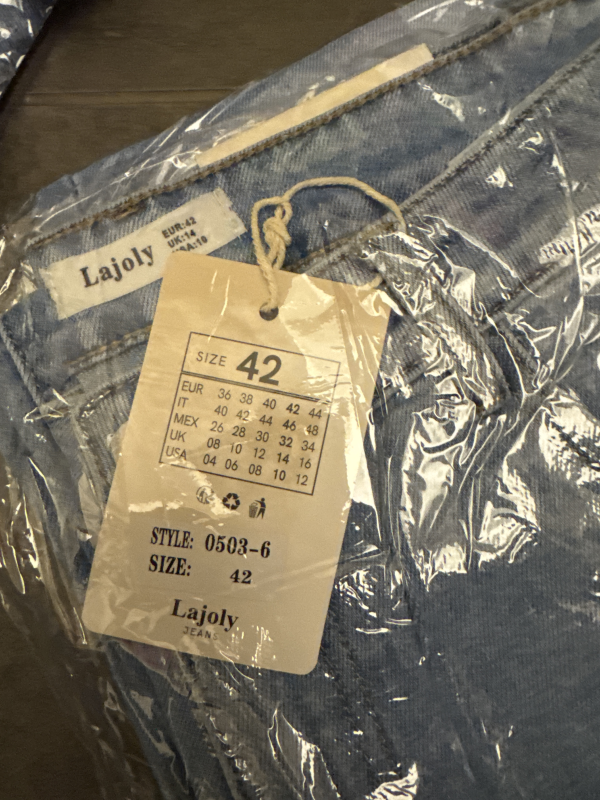 Lajoly
EUR:42
UK:14
USA:10
SIZE 42
EUR 36 38 40 42 44
IT 40 42 44 46 48
MEX 26 28 30 32 34
UK 08 10 12 14 16
USA 04 06 08 10 12
STYLE: 0503-6
SIZE: 42
Lajoly
JEANS